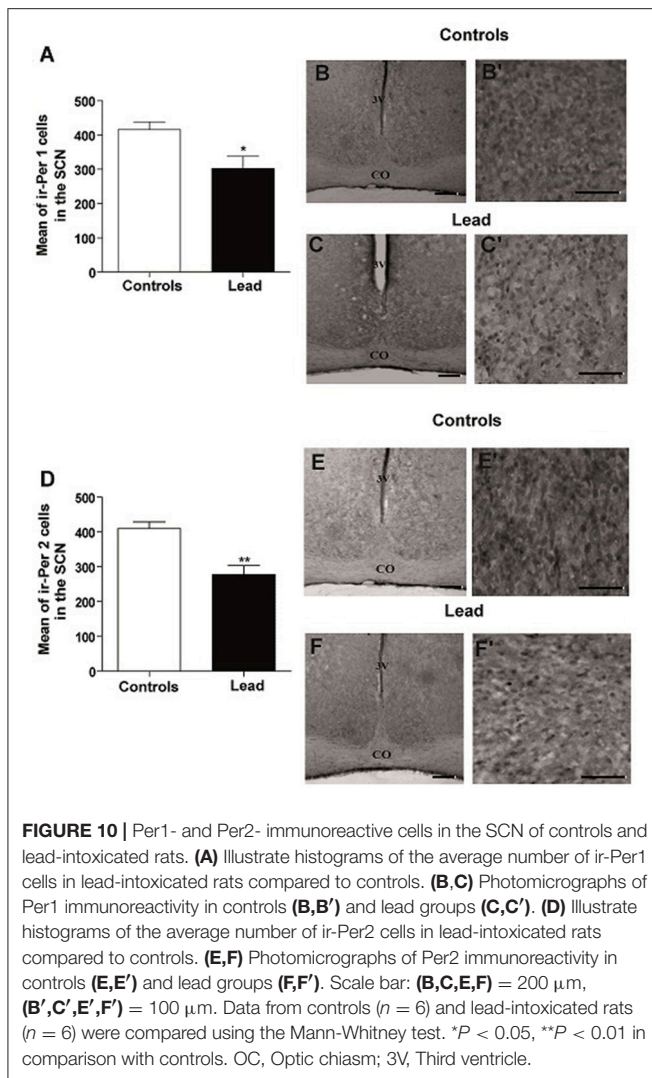 Controls
A
B
3V
CO
B'
Mean of ir-Per 1 cells
in the SCN
500
400
300
200
100
0
*
Controls
Lead
Lead
C
3V
CO
C'
Controls
D
E
3V
CO
E'
Mean of ir-Per 2 cells
in the SCN
500
400
300
200
100
0
**
Controls
Lead
Lead
F
3V
CO
F'
FIGURE 10 | Per1- and Per2- immunoreactive cells in the SCN of controls and
lead-intoxicated rats. (A) Illustrate histograms of the average number of ir-Per1
cells in lead-intoxicated rats compared to controls. (B,C) Photomicrographs of
Per1 immunoreactivity in controls (B,B′) and lead groups (C,C′). (D) Illustrate
histograms of the average number of ir-Per2 cells in lead-intoxicated rats
compared to controls. (E,F) Photomicrographs of Per2 immunoreactivity in
controls (E,E′) and lead groups (F,F′). Scale bar: (B,C,E,F) = 200 μm,
(B′,C′,E′,F′) = 100 μm. Data from controls (n = 6) and lead-intoxicated rats
(n = 6) were compared using the Mann-Whitney test. *P < 0.05, **P < 0.01 in
comparison with controls. OC, Optic chiasm; 3V, Third ventricle.